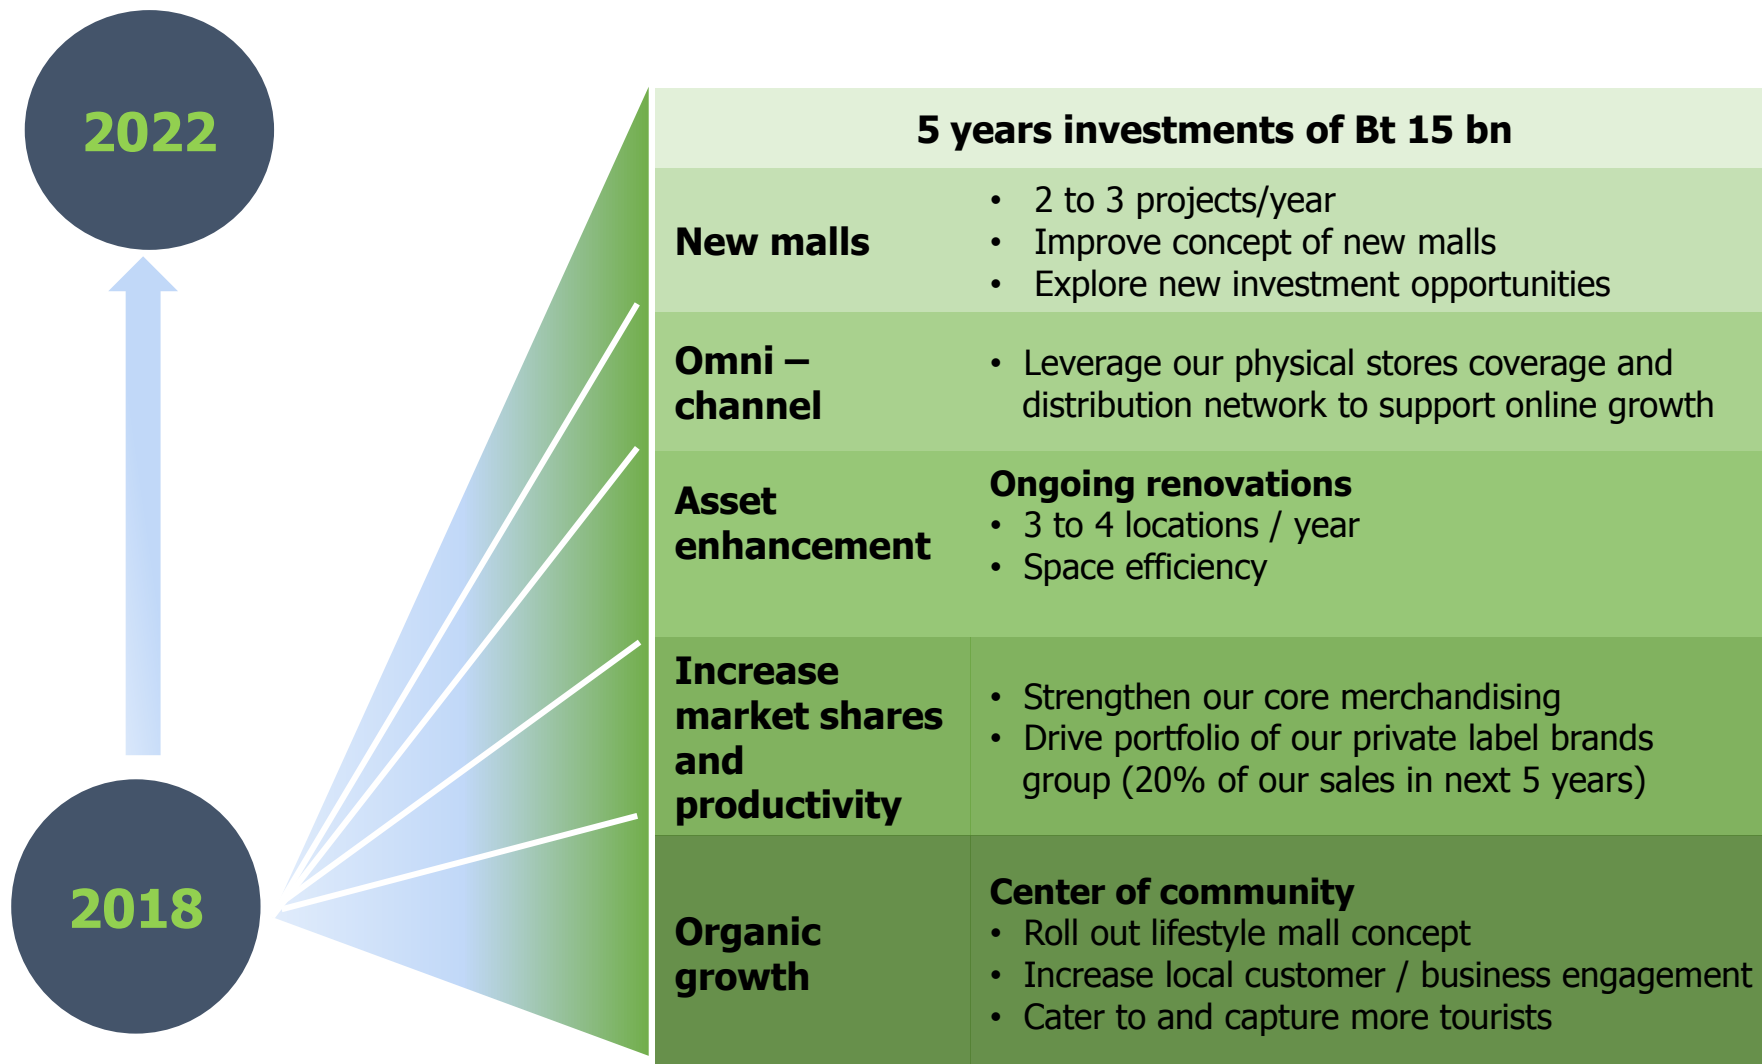 2022
2018
5 years investments of Bt 15 bn
New malls
• 2 to 3 projects/year
• Improve concept of new malls
• Explore new investment opportunities
Omni –
channel
• Leverage our physical stores coverage and
distribution network to support online growth
Asset
enhancement
Ongoing renovations
• 3 to 4 locations / year
• Space efficiency
Increase
market shares
and
productivity
• Strengthen our core merchandising
• Drive portfolio of our private label brands
group (20% of our sales in next 5 years)
Organic
growth
Center of community
• Roll out lifestyle mall concept
• Increase local customer / business engagement
• Cater to and capture more tourists